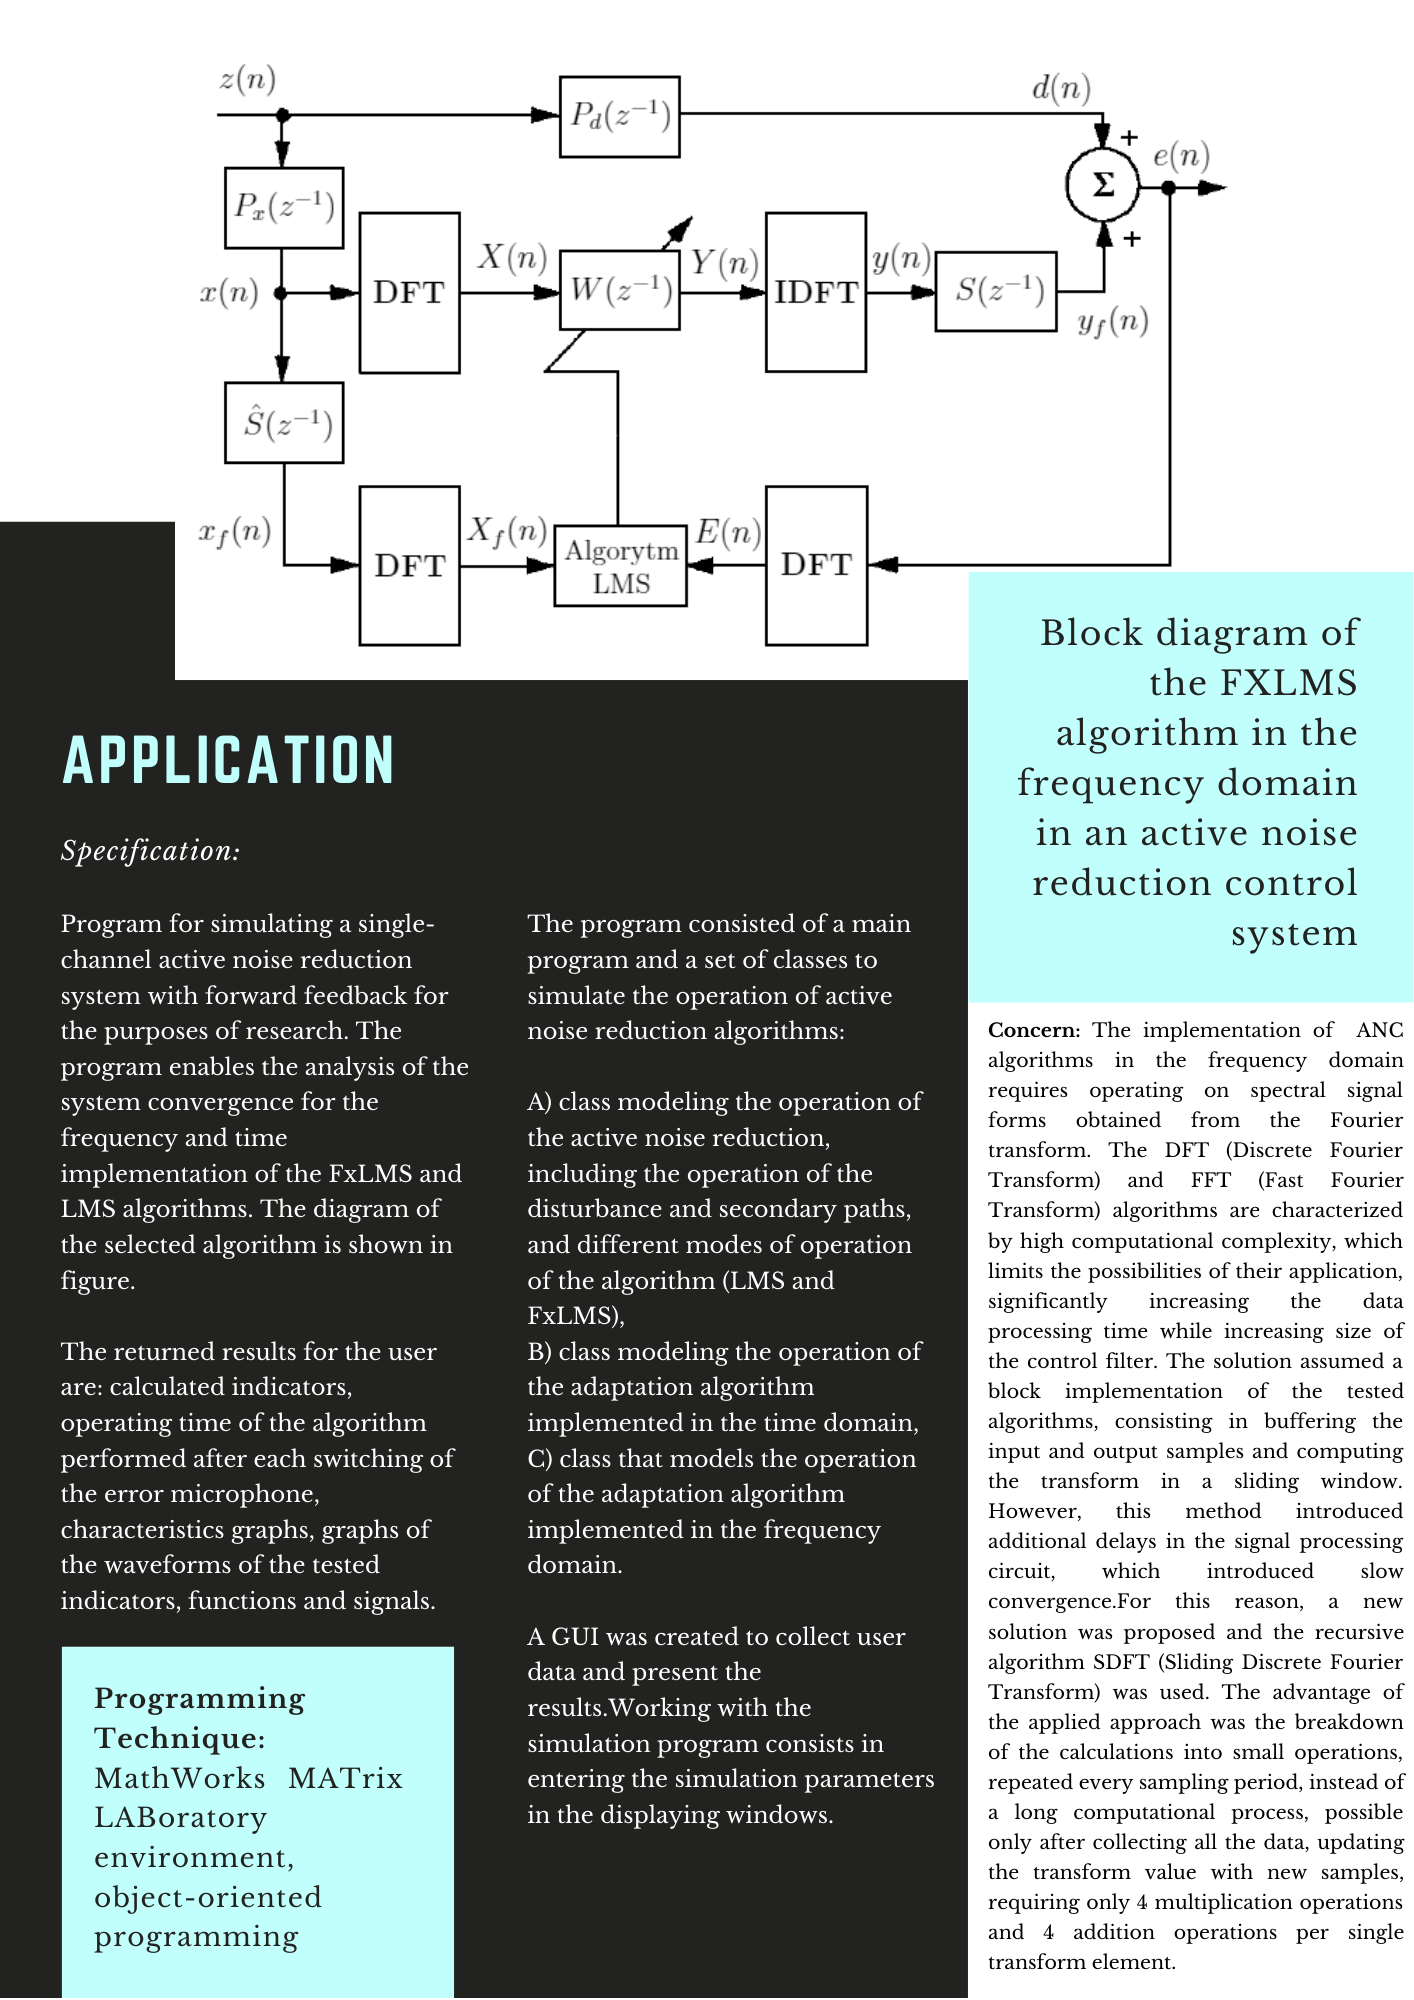 z(n)
P_d(z^{-1})
d(n)
+
e(n)
Σ
P_x(z^{-1})
+
x(n)
DFT
X(n)
W(z^{-1})
Y(n)
IDFT
y(n)
S(z^{-1})
y_f(n)
Ŝ(z^{-1})
x_f(n)
DFT
X_f(n)
Algorytm
LMS
E(n)
DFT
Block diagram of
the FXLMS
algorithm in the
frequency domain
in an active noise
reduction control
system
APPLICATION
Specification:
Program for simulating a single-
channel active noise reduction
system with forward feedback for
the purposes of research. The
program enables the analysis of the
system convergence for the
frequency and time
implementation of the FxLMS and
LMS algorithms. The diagram of
the selected algorithm is shown in
figure.
The returned results for the user
are: calculated indicators,
operating time of the algorithm
performed after each switching of
the error microphone,
characteristics graphs, graphs of
the waveforms of the tested
indicators, functions and signals.
Programming
Technique:
MathWorks MATrix
LABoratory
environment,
object-oriented
programming
The program consisted of a main
program and a set of classes to
simulate the operation of active
noise reduction algorithms:
A) class modeling the operation of
the active noise reduction,
including the operation of the
disturbance and secondary paths,
and different modes of operation
of the algorithm (LMS and
FxLMS),
B) class modeling the operation of
the adaptation algorithm
implemented in the time domain,
C) class that models the operation
of the adaptation algorithm
implemented in the frequency
domain.
A GUI was created to collect user
data and present the
results.Working with the
simulation program consists in
entering the simulation parameters
in the displaying windows.
Concern: The implementation of ANC
algorithms in the frequency domain
requires operating on spectral signal
forms obtained from the Fourier
transform. The DFT (Discrete Fourier
Transform) and FFT (Fast Fourier
Transform) algorithms are characterized
by high computational complexity, which
limits the possibilities of their application,
significantly increasing the data
processing time while increasing size of
the control filter. The solution assumed a
block implementation of the tested
algorithms, consisting in buffering the
input and output samples and computing
the transform in a sliding window.
However, this method introduced
additional delays in the signal processing
circuit, which introduced slow
convergence.For this reason, a new
solution was proposed and the recursive
algorithm SDFT (Sliding Discrete Fourier
Transform) was used. The advantage of
the applied approach was the breakdown
of the calculations into small operations,
repeated every sampling period, instead of
a long computational process, possible
only after collecting all the data, updating
the transform value with new samples,
requiring only 4 multiplication operations
and 4 addition operations per single
transform element.